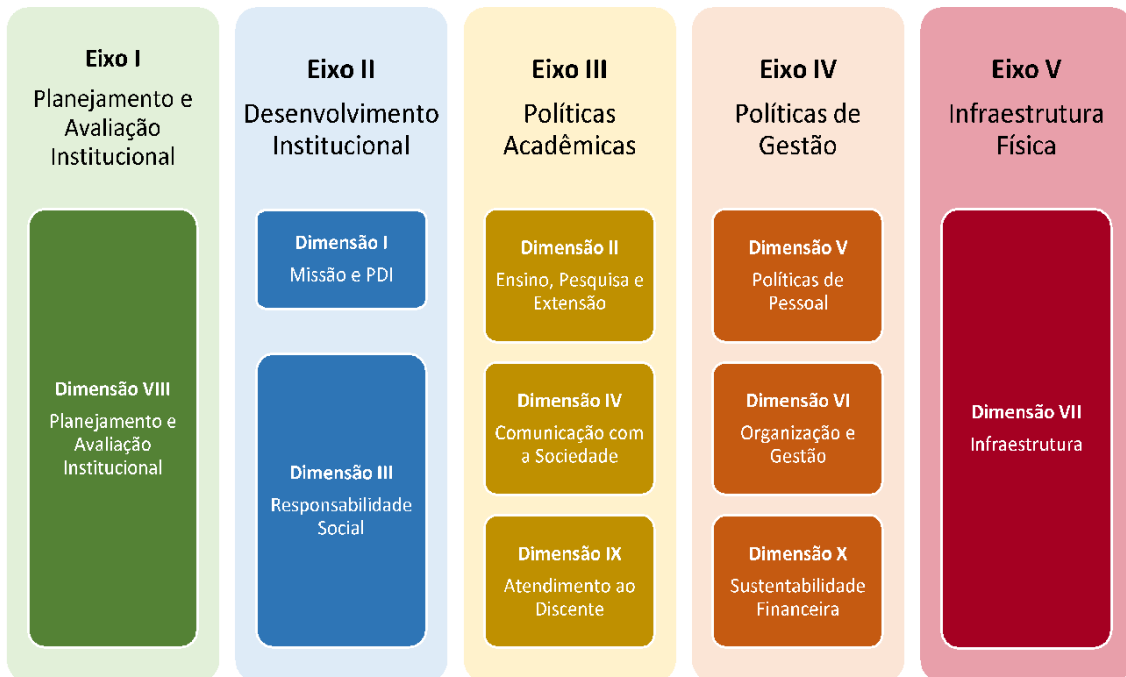 Eixo I
Planejamento e
Avaliação
Institucional
Dimensão VIII
Planejamento e
Avaliação
Institucional
Eixo II
Desenvolvimento
Institucional
Dimensão I
Missão e PDI
Dimensão III
Responsabilidade
Social
Eixo III
Políticas
Acadêmicas
Dimensão II
Ensino, Pesquisa e
Extensão
Dimensão IV
Comunicação com
a Sociedade
Dimensão IX
Atendimento ao
Discente
Eixo IV
Políticas de
Gestão
Dimensão V
Políticas de
Pessoal
Dimensão VI
Organização e
Gestão
Dimensão X
Sustentabilidade
Financeira
Eixo V
Infraestrutura
Física
Dimensão VII
Infraestrutura